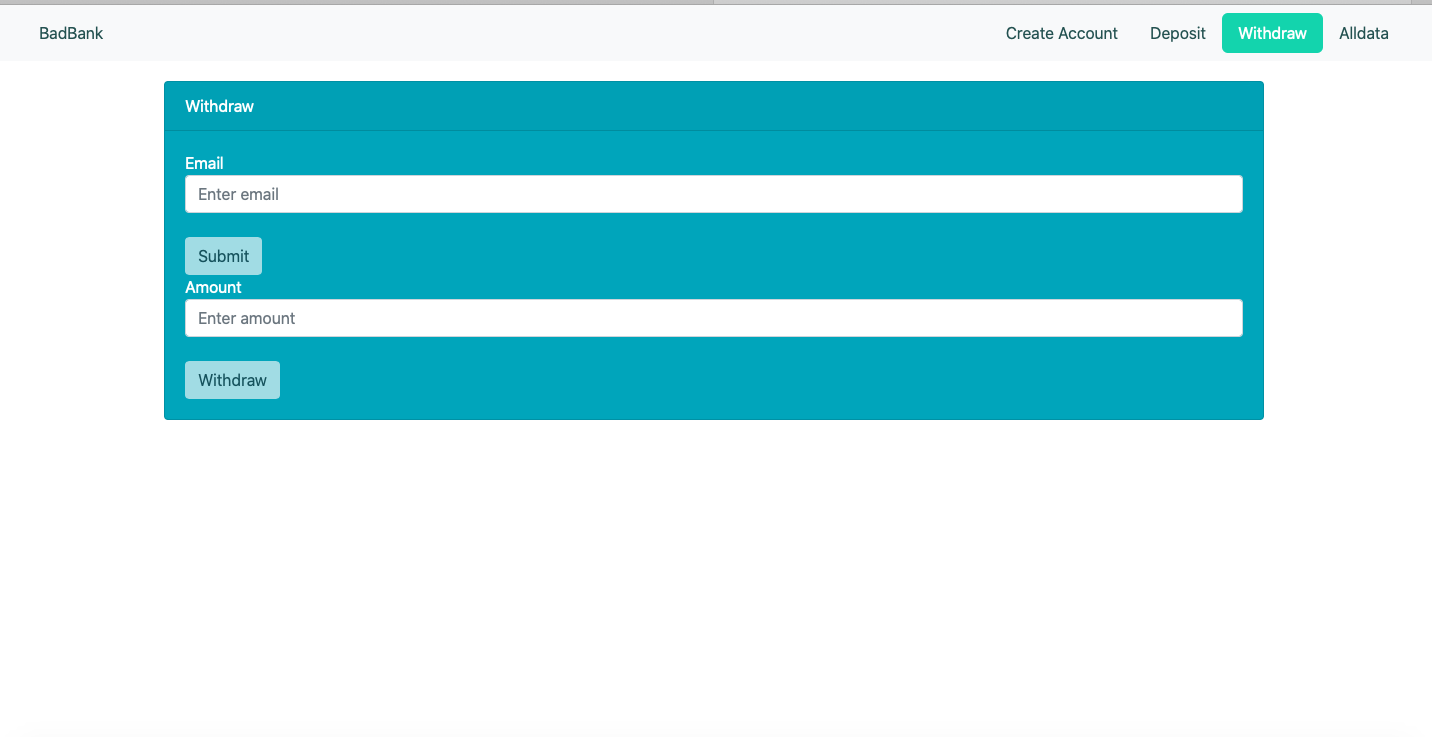 BadBank Create Account Deposit Withdraw Alldata
Withdraw
Email
Enter email
Submit
Amount
Enter amount
Withdraw